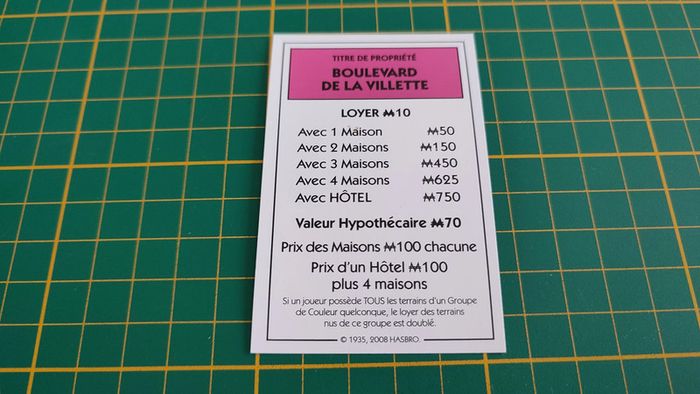 TITRE DE PROPRIÉTÉ
BOULEVARD
DE LA VILLETTE
LOYER ₩10
Avec 1 Maison ₩50
Avec 2 Maisons ₩150
Avec 3 Maisons ₩450
Avec 4 Maisons ₩625
Avec HÔTEL ₩750
Valeur Hypothécaire ₩70
Prix des Maisons ₩100 chacune
Prix d'un Hôtel ₩100
plus 4 maisons
Si un joueur possède TOUS les terrains d'un Groupe
de Couleur quelconque, le loyer des terrains
nus de ce groupe est doublé.
© 1935, 2008 HASBRO.